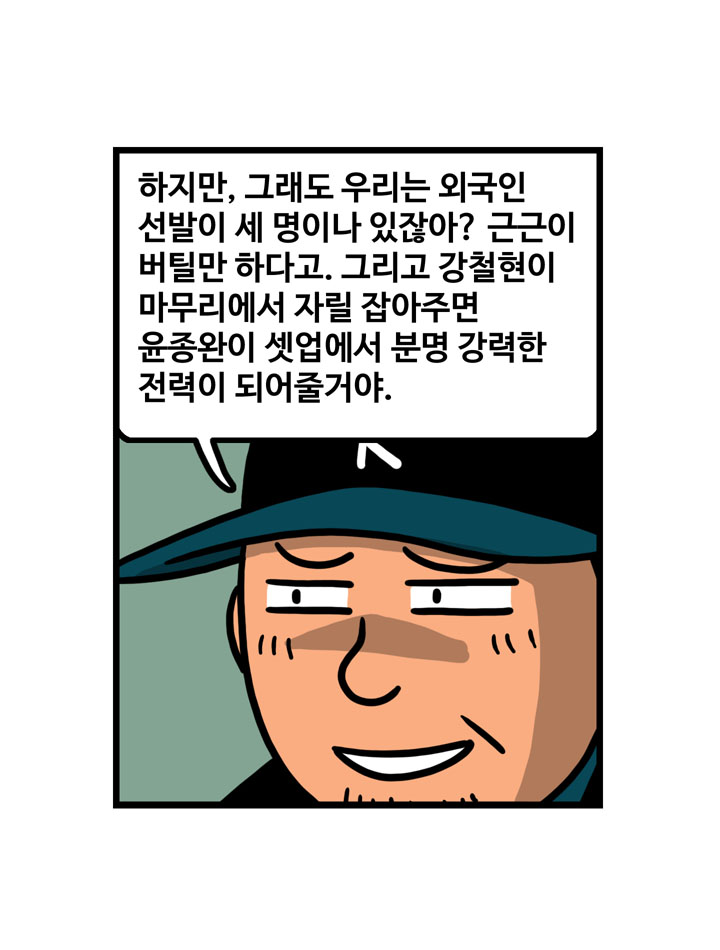 하지만, 그래도 우리는 외국인
선발이 세 명이나 있잖아? 근근이
버틸만 하다고. 그리고 강철현이
마무리에서 자릴 잡아주면
윤종완이 셋업에서 분명 강력한
전력이 되어줄거야.